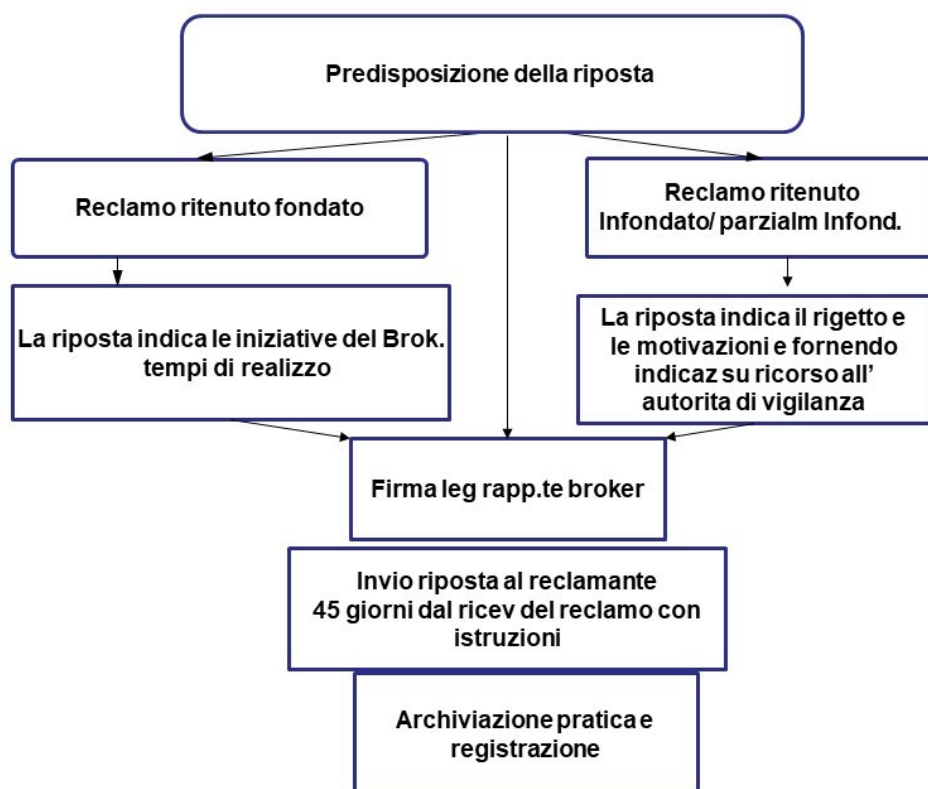 Predisposizione della riposta
Reclamo ritenuto fondato
Reclamo ritenuto
Infondato/ parzialm Infond.
La riposta indica le iniziative del Brok.
tempi di realizzo
La riposta indica il rigetto e
le motivazioni e fornendo
indicaz su ricorso all’
autorita di vigilanza
Firma leg rapp.te broker
Invio riposta al reclamante
45 giorni dal ricev del reclamo con
istruzioni
Archiviazione pratica e
registrazione